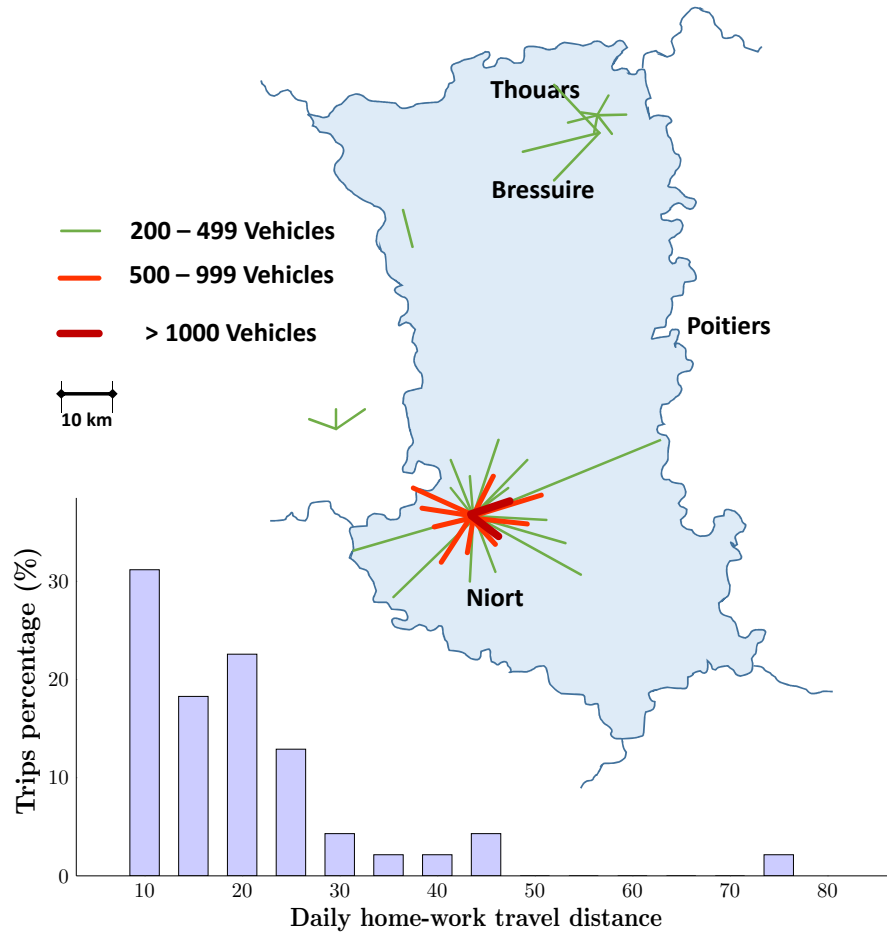 Thouars
Bressuire
200 – 499 Vehicles
500 – 999 Vehicles
> 1000 Vehicles
Poitiers
10 km
Niort
Trips percentage (%)
30
20
10
0
10 20 30 40 50 60 70 80
Daily home-work travel distance